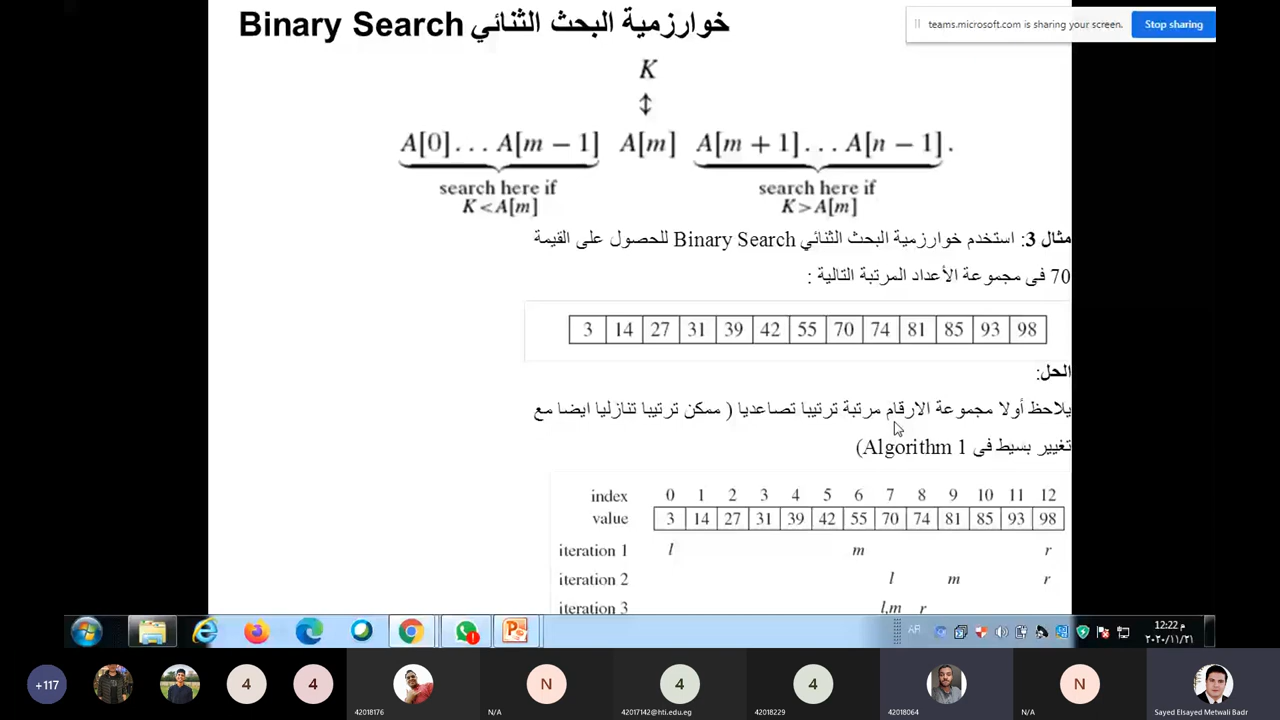 خوارزمية البحث الثنائي Binary Search
teams.microsoft.com is sharing your screen.
Stop sharing
K
↕
A[0] . . . A[m − 1] A[m] A[m + 1] . . . A[n − 1] .
search here if
K < A[m]
search here if
K > A[m]
مثال 3: استخدم خوارزمية البحث الثنائي Binary Search للحصول على القيمة
70 فى مجموعة الأعداد المرتبة التالية :
3 14 27 31 39 42 55 70 74 81 85 93 98
الحل:
يلاحظ أولا مجموعة الارقام مرتبة ترتيبا تصاعديا ( ممكن ترتيبا تنازليا ايضا مع
تغيير بسيط فى Algorithm 1)
index 0 1 2 3 4 5 6 7 8 9 10 11 12
value 3 14 27 31 39 42 55 70 74 81 85 93 98
iteration 1 l m r
iteration 2 l m r
iteration 3 l,m r
AR
12:22 م
٢٠٢٠/١١/٢١
+117
4
4
N
4
4
N
42018176
N/A
42017142@hti.edu.eg
42018229
42018064
N/A
Sayed Elsayed Metwali Badr